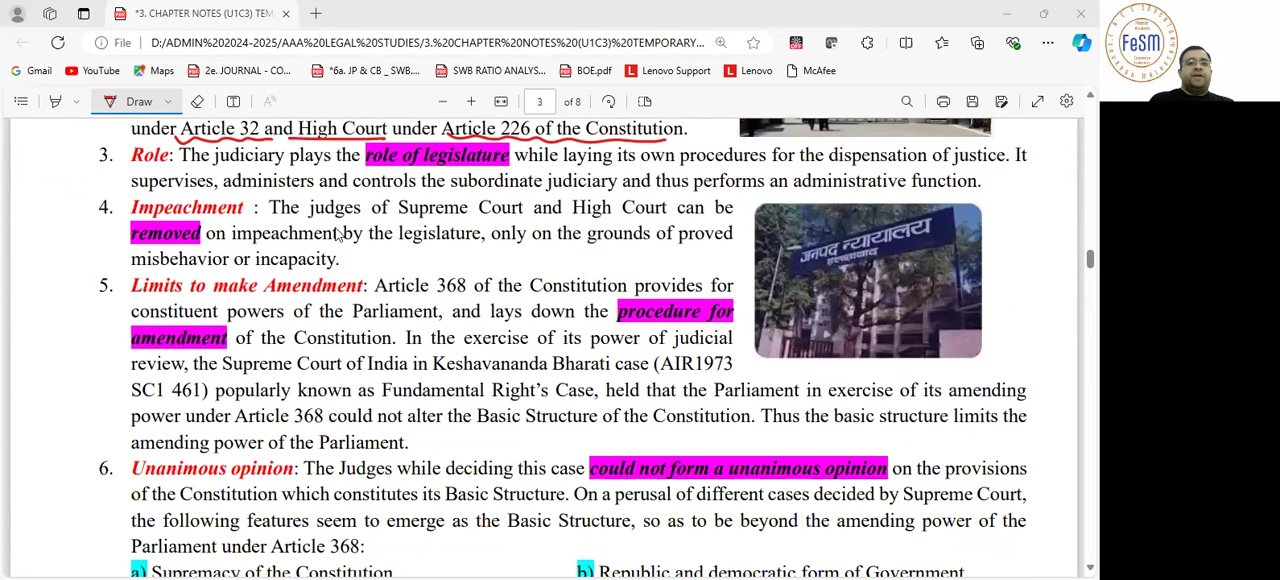 *3. CHAPTER NOTES (U1C3) TEM
File
D:/ADMIN%202024-2025/AAA%20LEGAL%20STUDIES/3.%20CHAPTER%20NOTES%20(U1C3)%20TEMPORARY...
Gmail
YouTube
Maps
2e. JOURNAL - CO...
*6a. JP & CB _ SWB....
SWB RATIO ANALYS...
BOE.pdf
Lenovo Support
Lenovo
McAfee
Draw
3 of 8
FeSM
under Article 32 and High Court under Article 226 of the Constitution.
3. Role: The judiciary plays the role of legislature while laying its own procedures for the dispensation of justice. It
supervises, administers and controls the subordinate judiciary and thus performs an administrative function.
4. Impeachment : The judges of Supreme Court and High Court can be
removed on impeachment by the legislature, only on the grounds of proved
misbehavior or incapacity.
जनपद न्यायालय
5. Limits to make Amendment: Article 368 of the Constitution provides for
constituent powers of the Parliament, and lays down the procedure for
amendment of the Constitution. In the exercise of its power of judicial
review, the Supreme Court of India in Keshavananda Bharati case (AIR1973
SC1 461) popularly known as Fundamental Right's Case, held that the Parliament in exercise of its amending
power under Article 368 could not alter the Basic Structure of the Constitution. Thus the basic structure limits the
amending power of the Parliament.
6. Unanimous opinion: The Judges while deciding this case could not form a unanimous opinion on the provisions
of the Constitution which constitutes its Basic Structure. On a perusal of different cases decided by Supreme Court,
the following features seem to emerge as the Basic Structure, so as to be beyond the amending power of the
Parliament under Article 368:
a) Supremacy of the Constitution
b) Republic and democratic form of Government